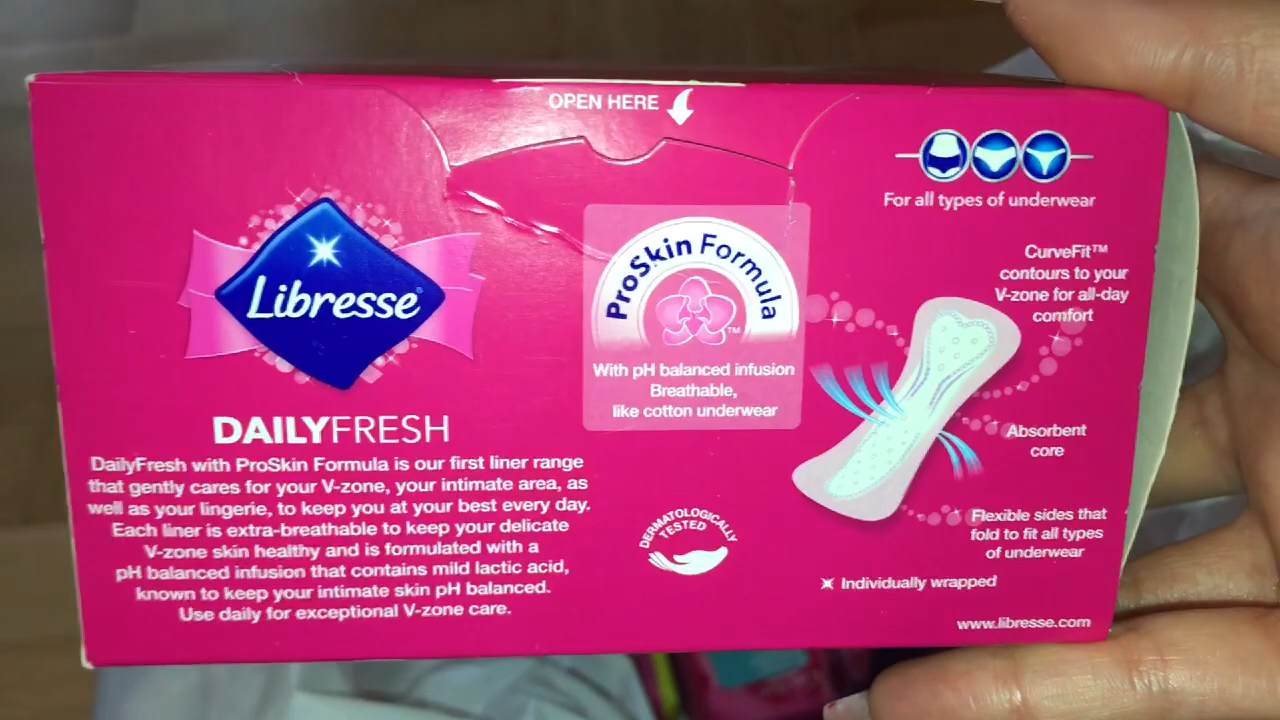 OPEN HERE
For all types of underwear
Libresse
DAILYFRESH
DailyFresh with ProSkin Formula is our first liner range
that gently cares for your V-zone, your intimate area, as
well as your lingerie, to keep you at your best every day.
Each liner is extra-breathable to keep your delicate
V-zone skin healthy and is formulated with a
pH balanced infusion that contains mild lactic acid,
known to keep your intimate skin pH balanced.
Use daily for exceptional V-zone care.
ProSkin Formula
TM
With pH balanced infusion
Breathable,
like cotton underwear
DERMATOLOGICALLY
TESTED
CurveFit™
contours to your
V-zone for all-day
comfort
Absorbent
core
Flexible sides that
fold to fit all types
of underwear
Individually wrapped
www.libresse.com